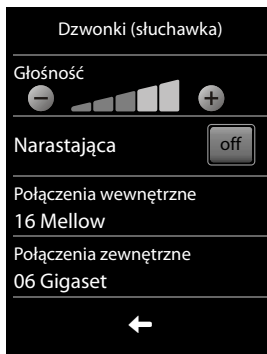 Dzwonki (słuchawka)
Głośność
Narastająca off
Połączenia wewnętrzne
16 Mellow
Połączenia zewnętrzne
06 Gigaset